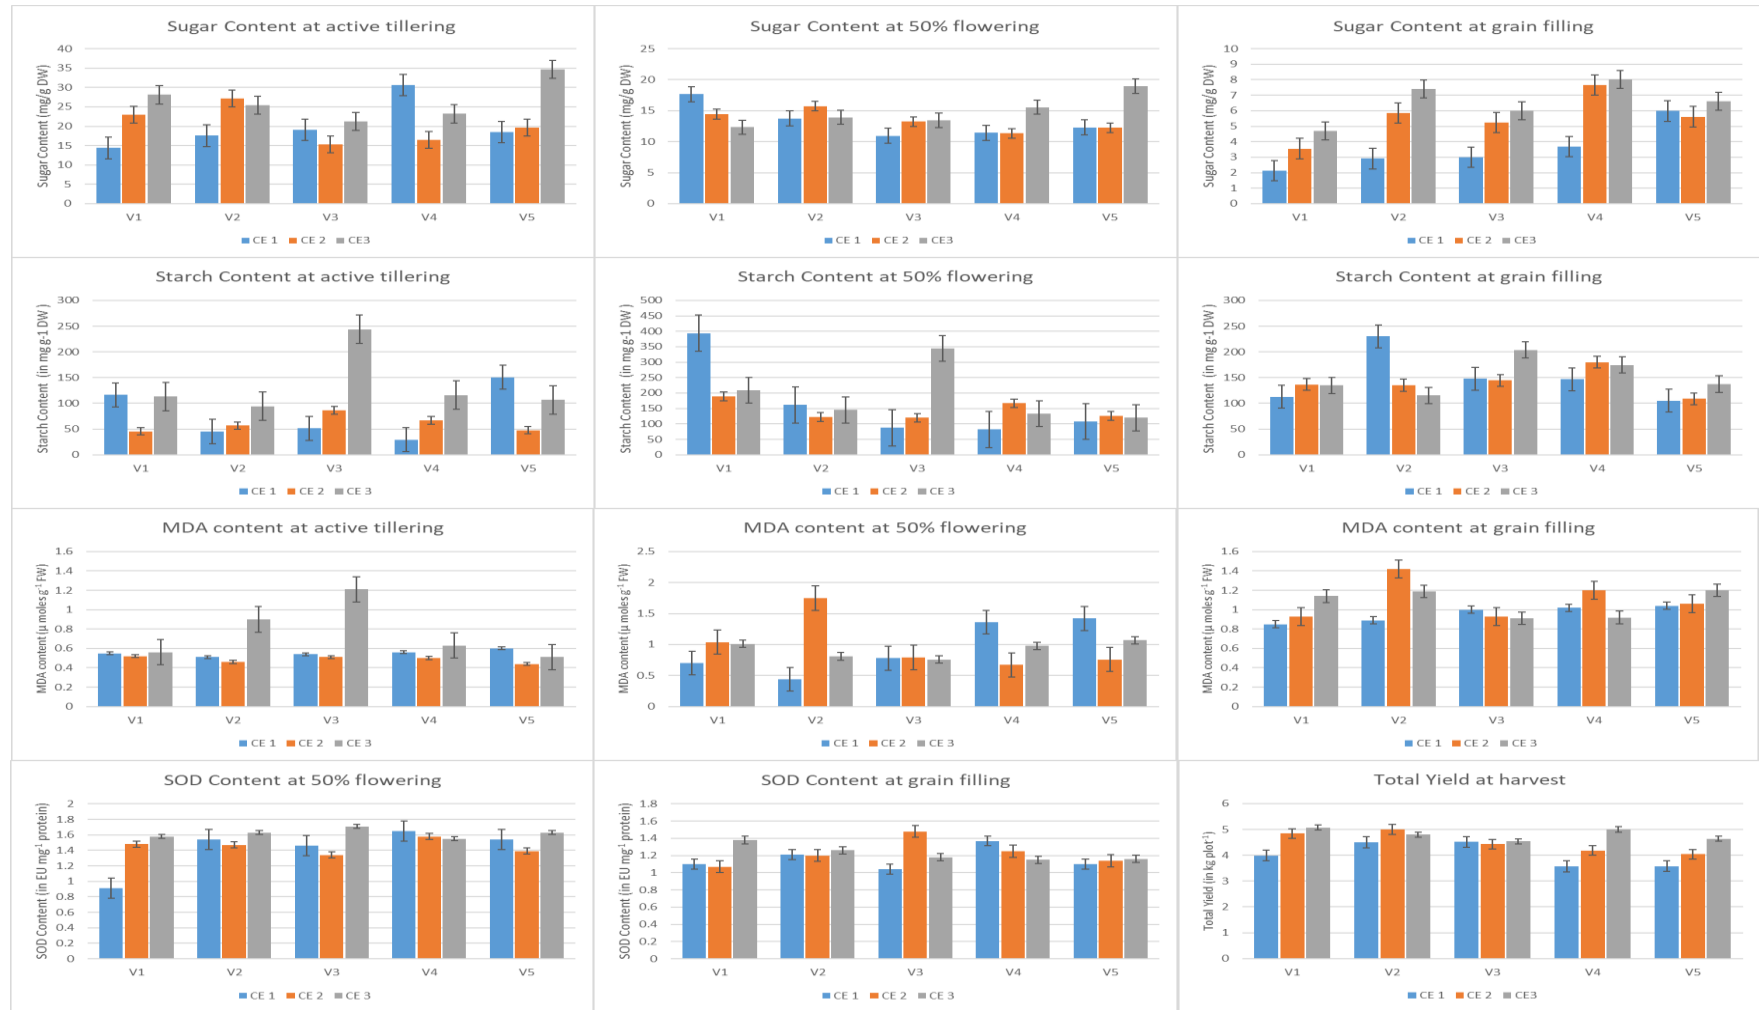 Sugar Content at active tillering
Sugar Content (mg/g DW)
40
35
30
25
20
15
10
5
0
V1 V2 V3 V4 V5
CE 1 CE 2 CE3
Sugar Content at 50% flowering
Sugar Content (mg/g DW)
25
20
15
10
5
0
V1 V2 V3 V4 V5
CE 1 CE 2 CE3
Sugar Content at grain filling
Sugar Content (mg/g DW)
10
9
8
7
6
5
4
3
2
1
0
V1 V2 V3 V4 V5
CE 1 CE 2 CE3
Starch Content at active tillering
Starch Content (in mg g-1 DW)
300
250
200
150
100
50
0
V1 V2 V3 V4 V5
CE 1 CE 2 CE 3
Starch Content at 50% flowering
Starch Content (in mg g-1 DW)
500
450
400
350
300
250
200
150
100
50
0
V1 V2 V3 V4 V5
CE 1 CE 2 CE 3
Starch Content at grain filling
Starch Content (in mg g-1 DW)
300
250
200
150
100
50
0
V1 V2 V3 V4 V5
CE 1 CE 2 CE 3
MDA content at active tillering
MDA content (µ moles g⁻¹ FW)
1.6
1.4
1.2
1
0.8
0.6
0.4
0.2
0
V1 V2 V3 V4 V5
CE 1 CE 2 CE 3
MDA content at 50% flowering
MDA content (µ moles g⁻¹ FW)
2.5
2
1.5
1
0.5
0
V1 V2 V3 V4 V5
CE 1 CE 2 CE 3
MDA content at grain filling
MDA content (µ moles g⁻¹ FW)
1.6
1.4
1.2
1
0.8
0.6
0.4
0.2
0
V1 V2 V3 V4 V5
CE 1 CE 2 CE 3
SOD Content at 50% flowering
SOD Content (in EU mg⁻¹ protein)
2
1.8
1.6
1.4
1.2
1
0.8
0.6
0.4
0.2
0
V1 V2 V3 V4 V5
CE 1 CE 2 CE 3
SOD Content at grain filling
SOD Content (in EU mg⁻¹ protein)
1.8
1.6
1.4
1.2
1
0.8
0.6
0.4
0.2
0
V1 V2 V3 V4 V5
CE 1 CE 2 CE 3
Total Yield at harvest
Total Yield (in kg plot⁻¹)
6
5
4
3
2
1
0
V1 V2 V3 V4 V5
CE 1 CE 2 CE 3